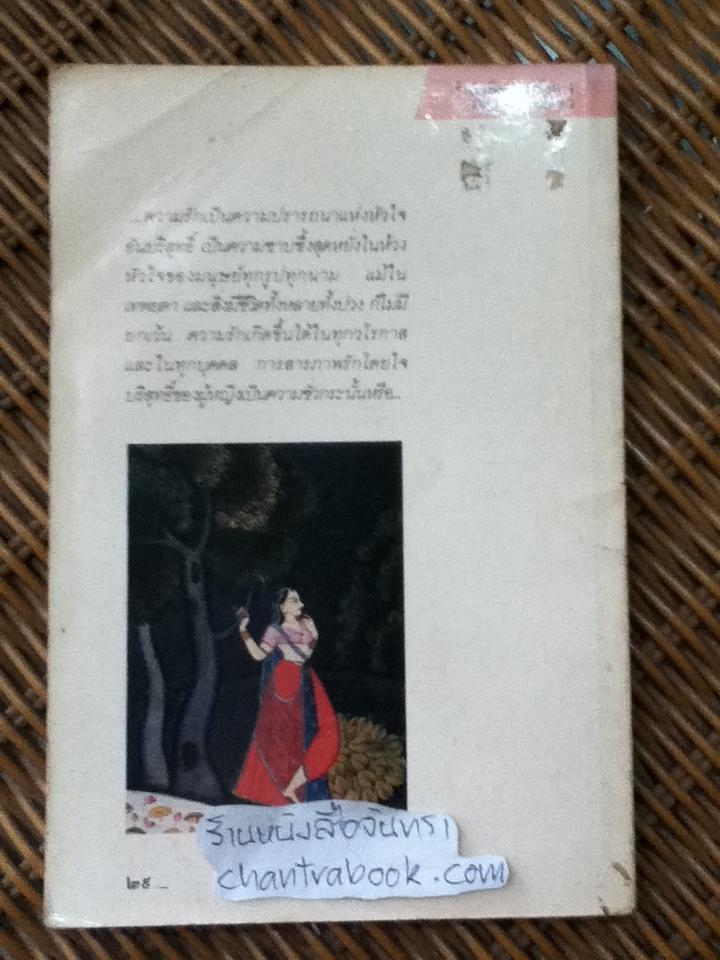 ...ความรักเป็นความปรารถนาแห่งหัวใจ
อันบริสุทธิ์ เป็นความซาบซึ้งสุดหยั่งในห้วง
หัวใจของมนุษย์ทุกรูปทุกนาม แม้ใน
เทพยดา และสิ่งมีชีวิตทั้งหลายทั้งปวง ก็ไม่มี
ยกเว้น ความรักเกิดขึ้นได้ในทุกวโรกาส
และในทุกบุคคล การสารภาพรักโดยใจ
บริสุทธิ์ของผู้หญิงเป็นความชั่วกระนั้นหรือ..
ร้านหนังสือจันทรา
chantrabook.com
๒๕ _